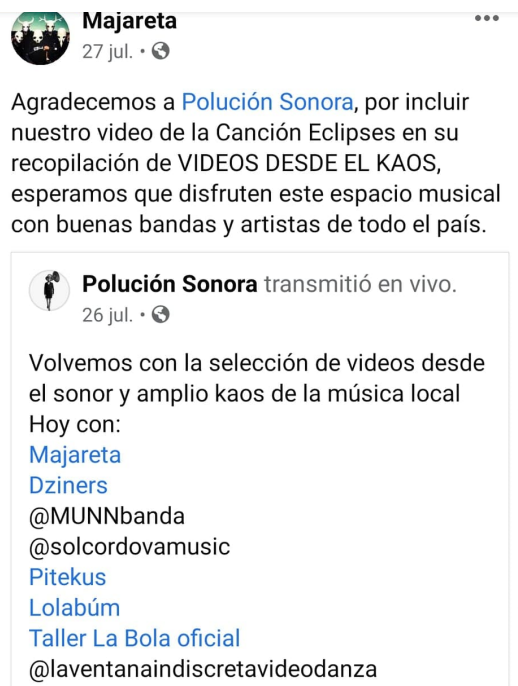 Majareta
27 jul. •
Agradecemos a Polución Sonora, por incluir
nuestro video de la Canción Eclipses en su
recopilación de VIDEOS DESDE EL KAOS,
esperamos que disfruten este espacio musical
con buenas bandas y artistas de todo el país.
Polución Sonora transmitió en vivo.
26 jul. •
Volvemos con la selección de videos desde
el sonor y amplio kaos de la música local
Hoy con:
Majareta
Dziners
@MUNNbanda
@solcordovamusic
Pitekus
Lolabúm
Taller La Bola oficial
@laventanaindiscretavideodanza